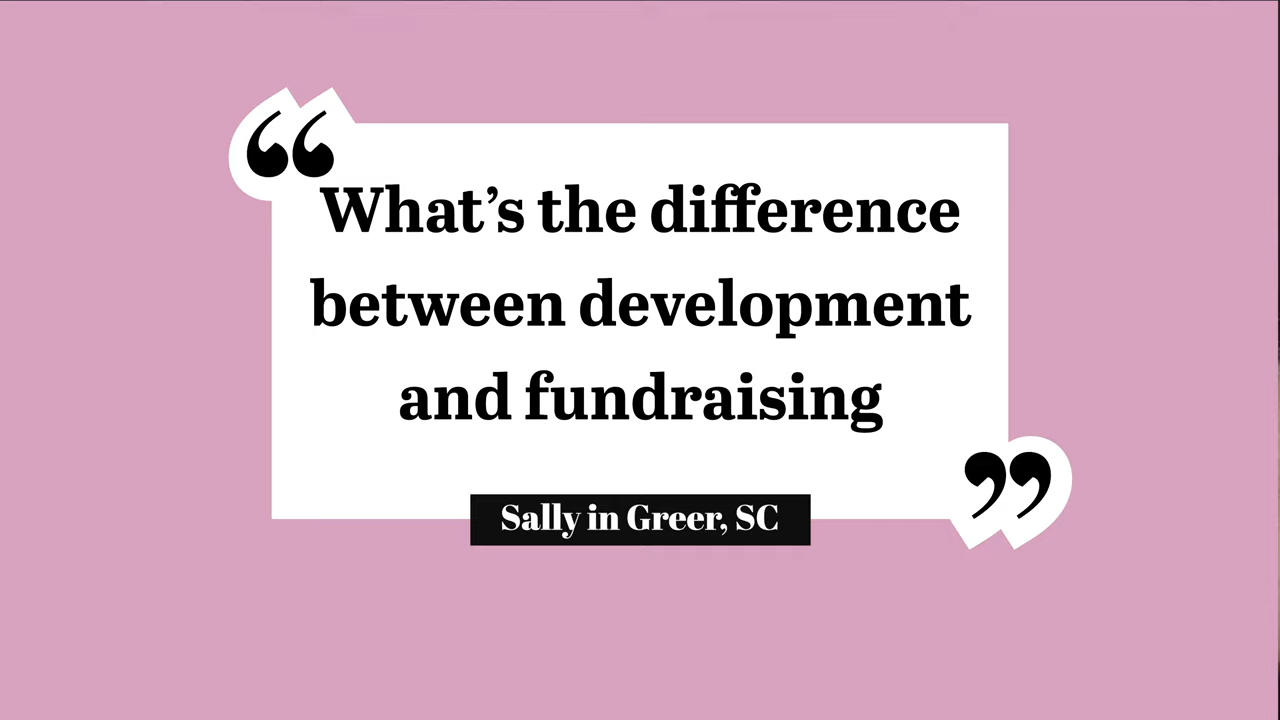 “
What’s the difference
between development
and fundraising
”
Sally in Greer, SC